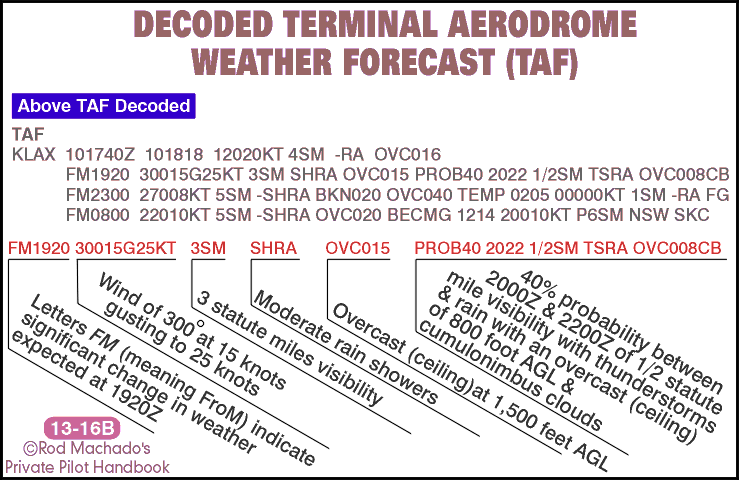 DECODED TERMINAL AERODROME
WEATHER FORECAST (TAF)
Above TAF Decoded
TAF
KLAX 101740Z 101818 12020KT 4SM -RA OVC016
FM1920 30015G25KT 3SM SHRA OVC015 PROB40 2022 1/2SM TSRA OVC008CB
FM2300 27008KT 5SM -SHRA BKN020 OVC040 TEMP 0205 00000KT 1SM -RA FG
FM0800 22010KT 5SM -SHRA OVC020 BECMG 1214 20010KT P6SM NSW SKC
FM1920 30015G25KT 3SM SHRA OVC015 PROB40 2022 1/2SM TSRA OVC008CB
Letters FM (meaning FroM) indicate
significant change in weather
expected at 1920Z
Wind of 300° at 15 knots
gusting to 25 knots
3 statute miles visibility
Moderate rain showers
Overcast (ceiling)at 1,500 feet AGL
40% probability between
2000Z & 2200Z of 1/2 statute
mile visibility with thunderstorms
& rain with an overcast (ceiling)
of 800 foot AGL &
cumulonimbus clouds
13-16B
©Rod Machado's
Private Pilot Handbook